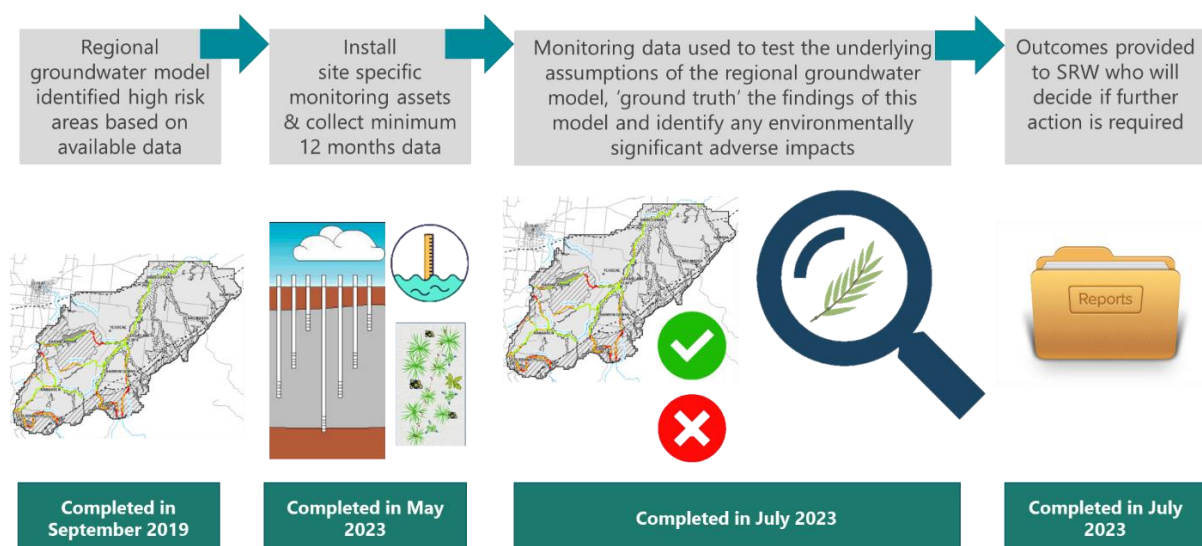 Regional
groundwater model
identified high risk
areas based on
available data
Install
site specific
monitoring assets
& collect minimum
12 months data
Monitoring data used to test the underlying
assumptions of the regional groundwater
model, ‘ground truth’ the findings of this
model and identify any environmentally
significant adverse impacts
Outcomes provided
to SRW who will
decide if further
action is required
Reports
Completed in
September 2019
Completed in May
2023
Completed in July 2023
Completed in July
2023